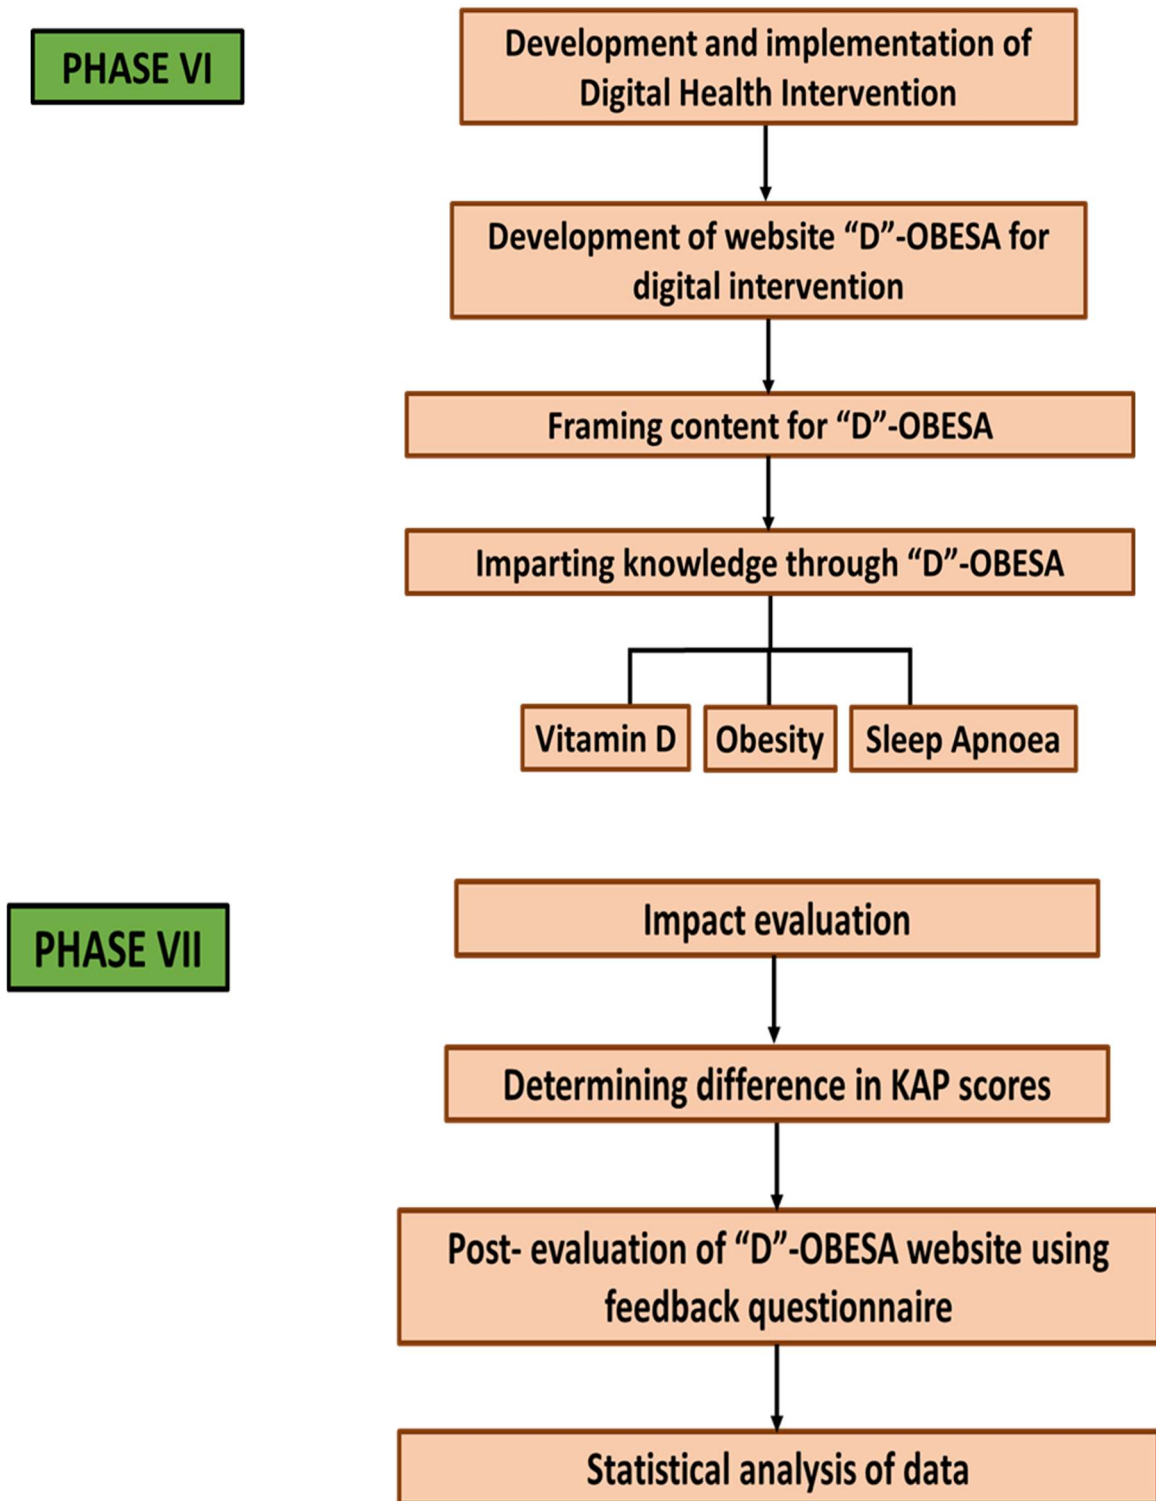 PHASE VI
Development and implementation of
Digital Health Intervention
Development of website “D”-OBESA for
digital intervention
Framing content for “D”-OBESA
Imparting knowledge through “D”-OBESA
Vitamin D
Obesity
Sleep Apnoea
PHASE VII
Impact evaluation
Determining difference in KAP scores
Post- evaluation of “D”-OBESA website using
feedback questionnaire
Statistical analysis of data